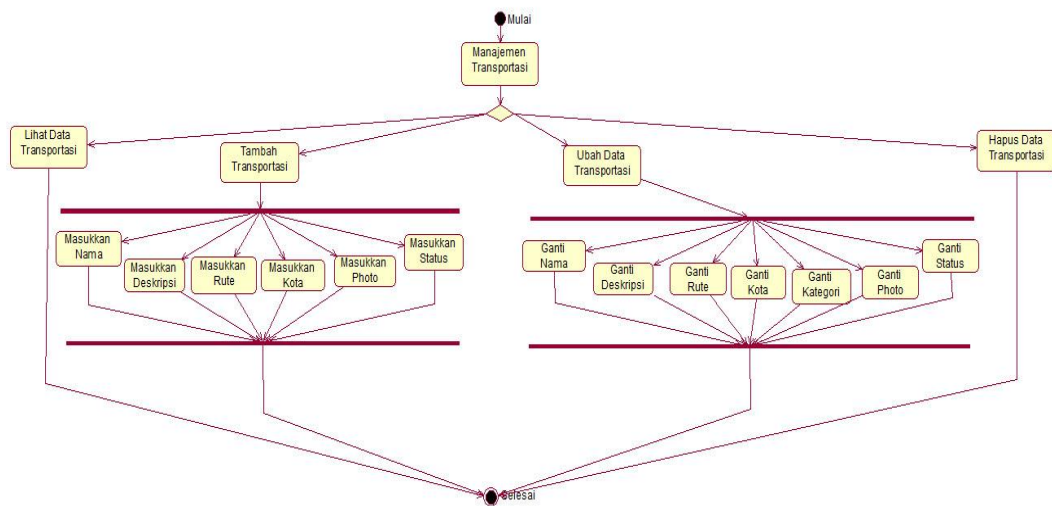 Mulai
Manajemen
Transportasi
Lihat Data
Transportasi
Tambah
Transportasi
Ubah Data
Transportasi
Hapus Data
Transportasi
Masukkan
Nama
Masukkan
Deskripsi
Masukkan
Rute
Masukkan
Kota
Masukkan
Photo
Masukkan
Status
Ganti
Nama
Ganti
Deskripsi
Ganti
Rute
Ganti
Kota
Ganti
Kategori
Ganti
Photo
Ganti
Status
Selesai